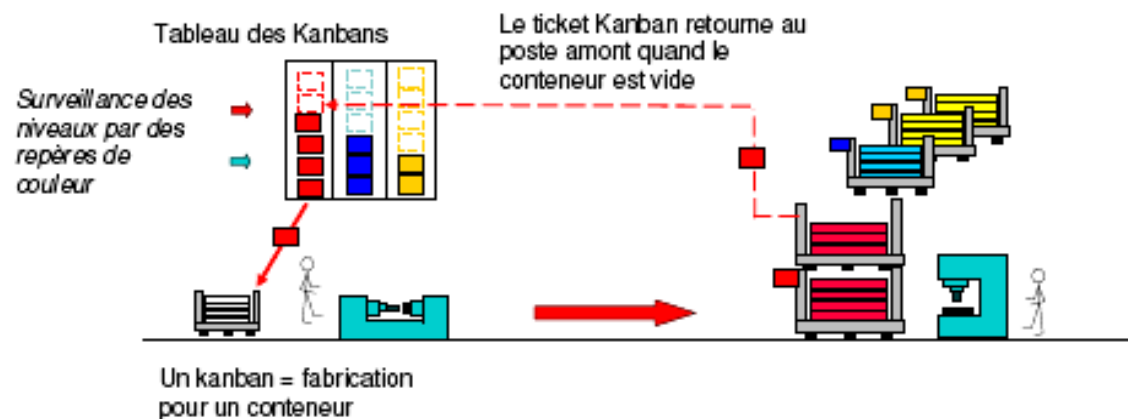 Tableau des Kanbans
Le ticket Kanban retourne au
poste amont quand le
conteneur est vide
Surveillance des
niveaux par des
repères de
couleur
Un kanban = fabrication
pour un conteneur